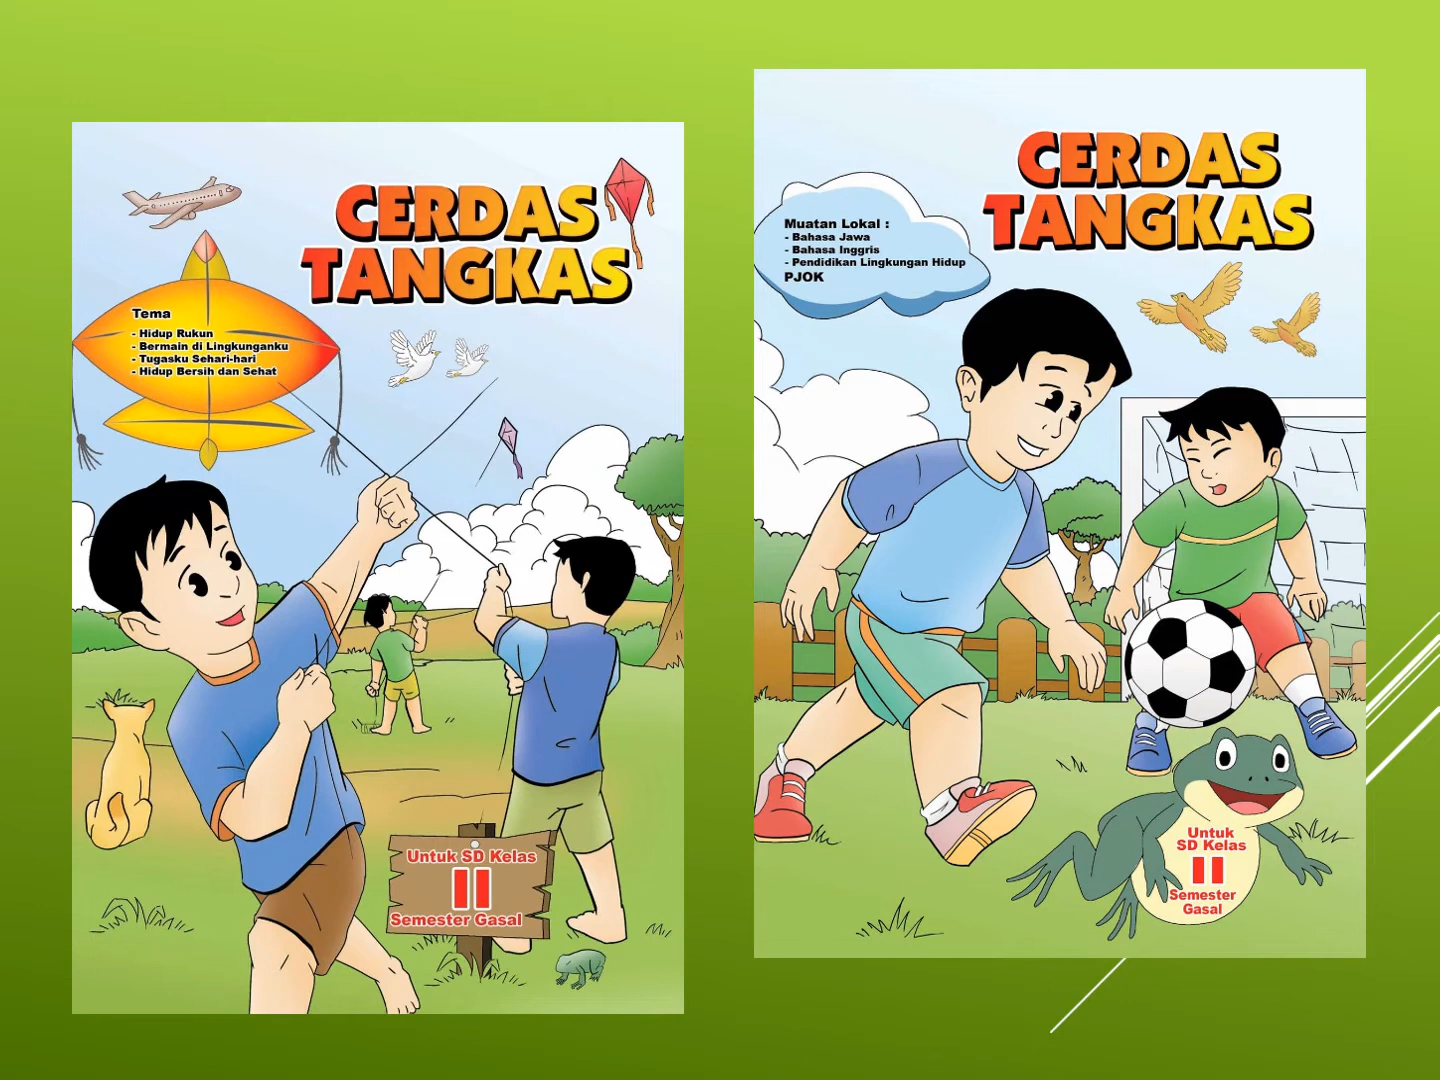 CERDAS
TANGKAS
Tema
- Hidup Rukun
- Bermain di Lingkunganku
- Tugasku Sehari-hari
- Hidup Bersih dan Sehat
Untuk SD Kelas
II
Semester Gasal
CERDAS
TANGKAS
Muatan Lokal :
- Bahasa Jawa
- Bahasa Inggris
- Pendidikan Lingkungan Hidup
PJOK
Untuk
SD Kelas
II
Semester
Gasal